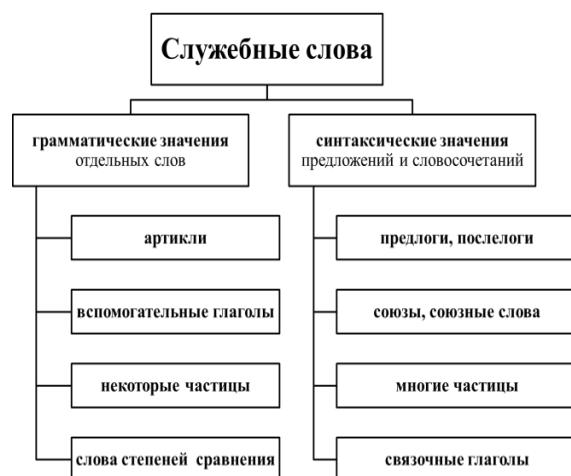 Служебные слова
грамматические значения
отдельных слов
синтаксические значения
предложений и словосочетаний
артикли
предлоги, послелоги
вспомогательные глаголы
союзы, союзные слова
некоторые частицы
многие частицы
слова степеней сравнения
связочные глаголы